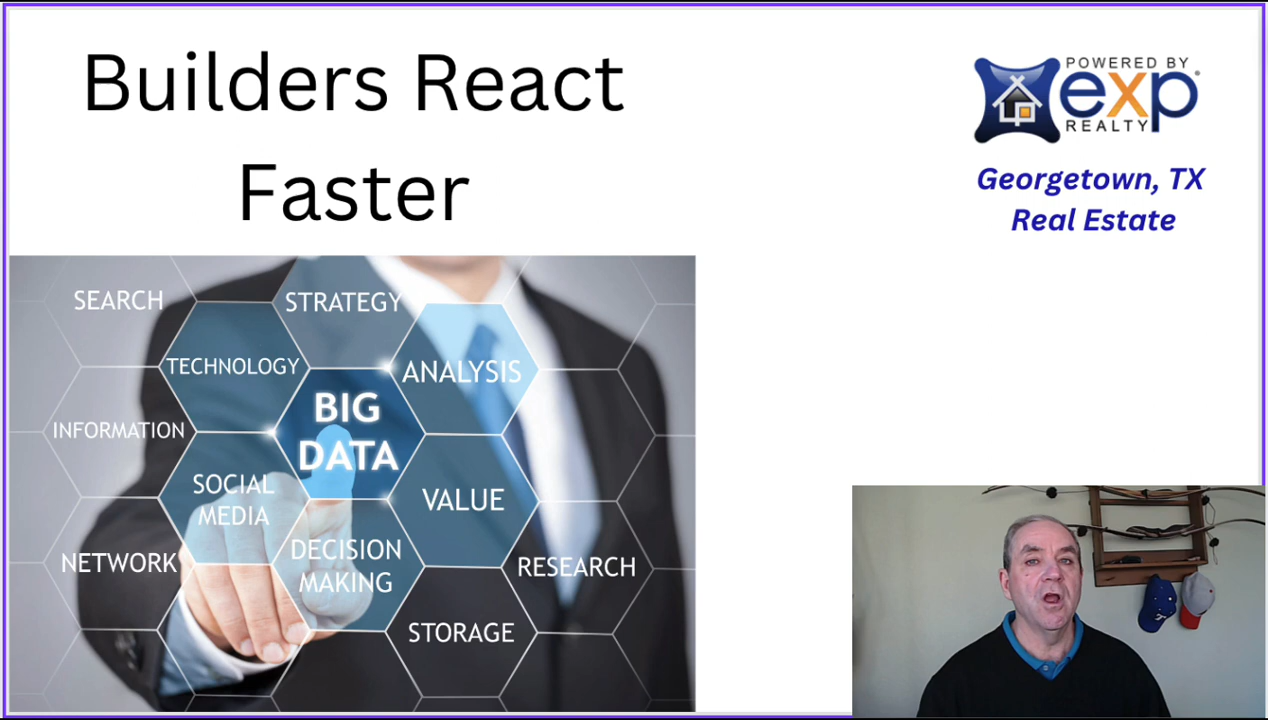 Builders React
Faster
POWERED BY
exp
REALTY
Georgetown, TX
Real Estate
SEARCH
STRATEGY
TECHNOLOGY
ANALYSIS
BIG
DATA
INFORMATION
SOCIAL
MEDIA
VALUE
NETWORK
DECISION
MAKING
RESEARCH
STORAGE
T